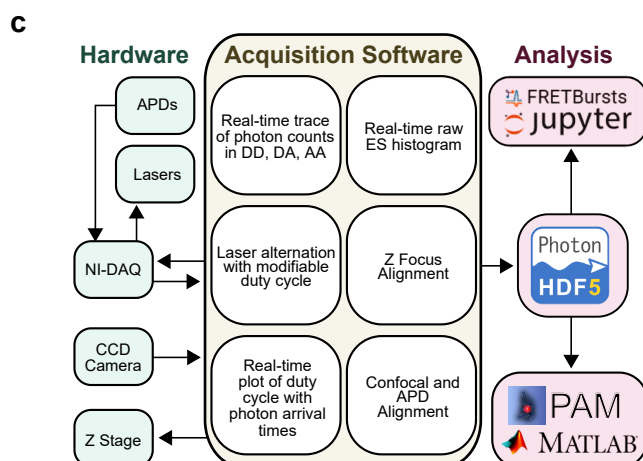 c
Hardware
Acquisition Software
Analysis
APDs
Lasers
NI-DAQ
CCD
Camera
Z Stage
Real-time trace
of photon counts
in DD, DA, AA
Real-time raw
ES histogram
Laser alternation
with modifiable
duty cycle
Z Focus
Alignment
Real-time
plot of duty
cycle with
photon arrival
times
Confocal and
APD
Alignment
FRETBursts
jupyter
Photon
HDF5
PAM
MATLAB